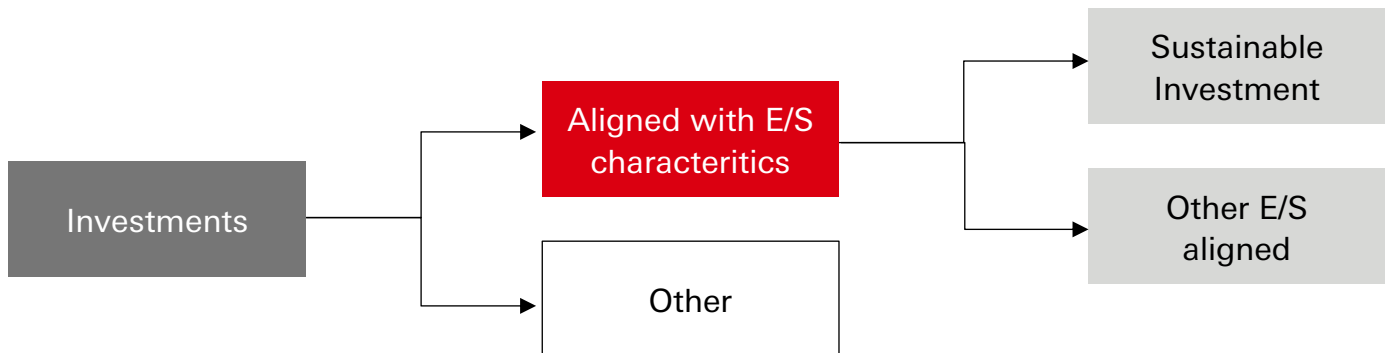 Investments
Aligned with E/S
characteritics
Other
Sustainable
Investment
Other E/S
aligned